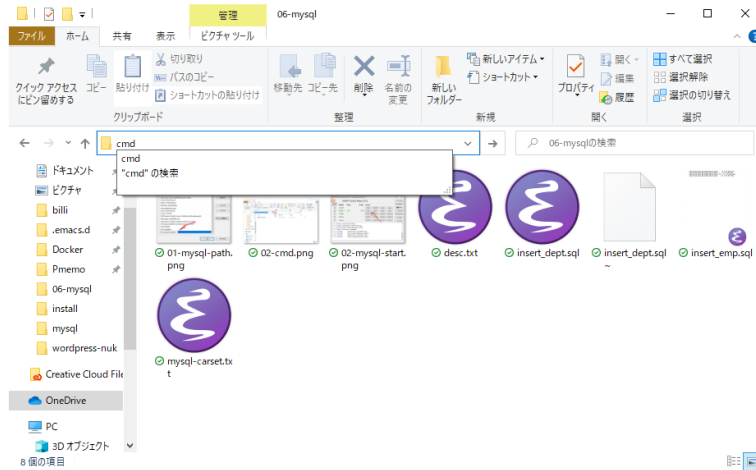 管理
06-mysql
ファイル
ホーム
共有
表示
ピクチャ ツール
クイック アクセス
にピン留めする
コピー
貼り付け
切り取り
パスのコピー
ショートカットの貼り付け
クリップボード
移動先
コピー先
削除
名前の
変更
整理
新しい
フォルダー
新しいアイテム
ショートカット
新規
プロパティ
開く
編集
履歴
開く
すべて選択
選択解除
選択の切り替え
選択
cmd
06-mysqlの検索
cmd
"cmd" の検索
ドキュメント
ピクチャ
billi
.emacs.d
Docker
Pmemo
06-mysql
install
mysql
wordpress-nuk
Creative Cloud File
OneDrive
PC
3D オブジェクト
01-mysql-path.
png
02-cmd.png
02-mysql-start.
png
desc.txt
insert_dept.sql
insert_dept.sql
~
insert_emp.sql
mysql-carset.tx
t
8 個の項目